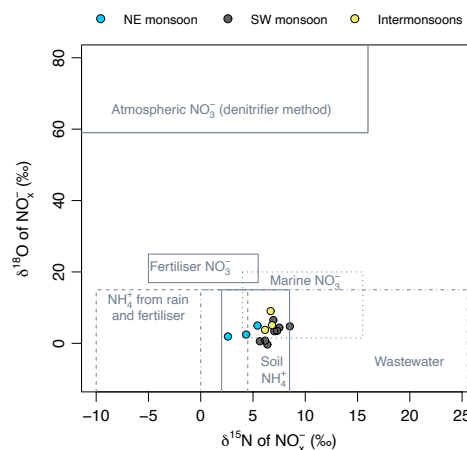 NE monsoon SW monsoon Intermonsoons
80
60
40
20
0
δ¹⁸O of NOₓ⁻ (‰)
Atmospheric NO₃⁻ (denitrifier method)
Fertiliser NO₃⁻
Marine NO₃⁻
NH₄⁺ from rain
and fertiliser
Soil
NH₄⁺
Wastewater
−10 −5 0 5 10 15 20 25
δ¹⁵N of NOₓ⁻ (‰)